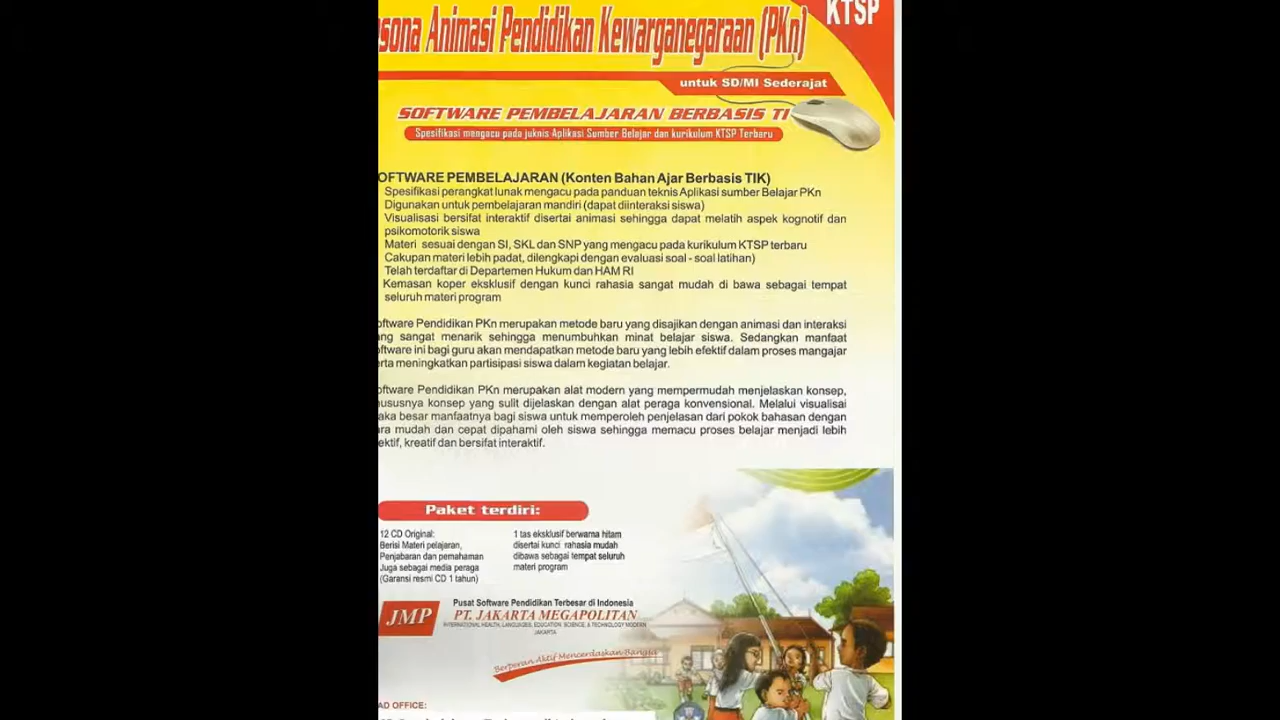 sona Animasi Pendidikan Kewarganegaraan (PKn)
KTSP
untuk SD/MI Sederajat
SOFTWARE PEMBELAJARAN BERBASIS TI
Spesifikasi mengacu pada juknis Aplikasi Sumber Belajar dan kurikulum KTSP Terbaru
OFTWARE PEMBELAJARAN (Konten Bahan Ajar Berbasis TIK)
Spesifikasi perangkat lunak mengacu pada panduan teknis Aplikasi sumber Belajar PKn
Digunakan untuk pembelajaran mandiri (dapat diinteraksi siswa)
Visualisasi bersifat interaktif disertai animasi sehingga dapat melatih aspek kognotif dan
psikomotorik siswa
Materi sesuai dengan SI, SKL dan SNP yang mengacu pada kurikulum KTSP terbaru
Cakupan materi lebih padat, dilengkapi dengan evaluasi soal - soal latihan)
Telah terdaftar di Departemen Hukum dan HAM RI
Kemasan koper eksklusif dengan kunci rahasia sangat mudah di bawa sebagai tempat
seluruh materi program
oftware Pendidikan PKn merupakan metode baru yang disajikan dengan animasi dan interaksi
ng sangat menarik sehingga menumbuhkan minat belajar siswa. Sedangkan manfaat
oftware ini bagi guru akan mendapatkan metode baru yang lebih efektif dalam proses mangajar
rta meningkatkan partisipasi siswa dalam kegiatan belajar.
oftware Pendidikan PKn merupakan alat modern yang mempermudah menjelaskan konsep,
ususnya konsep yang sulit dijelaskan dengan alat peraga konvensional. Melalui visualisai
aka besar manfaatnya bagi siswa untuk memperoleh penjelasan dari pokok bahasan dengan
ara mudah dan cepat dipahami oleh siswa sehingga memacu proses belajar menjadi lebih
ektif, kreatif dan bersifat interaktif.
Paket terdiri:
12 CD Original:
Berisi Materi pelajaran,
Penjabaran dan pemahaman
Juga sebagai media peraga
(Garansi resmi CD 1 tahun)
1 tas eksklusif berwarna hitam
disertai kunci rahasia mudah
dibawa sebagai tempat seluruh
materi program
JMP
Pusat Software Pendidikan Terbesar di Indonesia
PT. JAKARTA MEGAPOLITAN
INTERNATIONAL HEALTH, LANGUAGES, EDUCATION, SCIENCE, & TECHNOLOGY MODERN
JAKARTA
Berperan Aktif Mencerdaskan Bangsa
AD OFFICE: